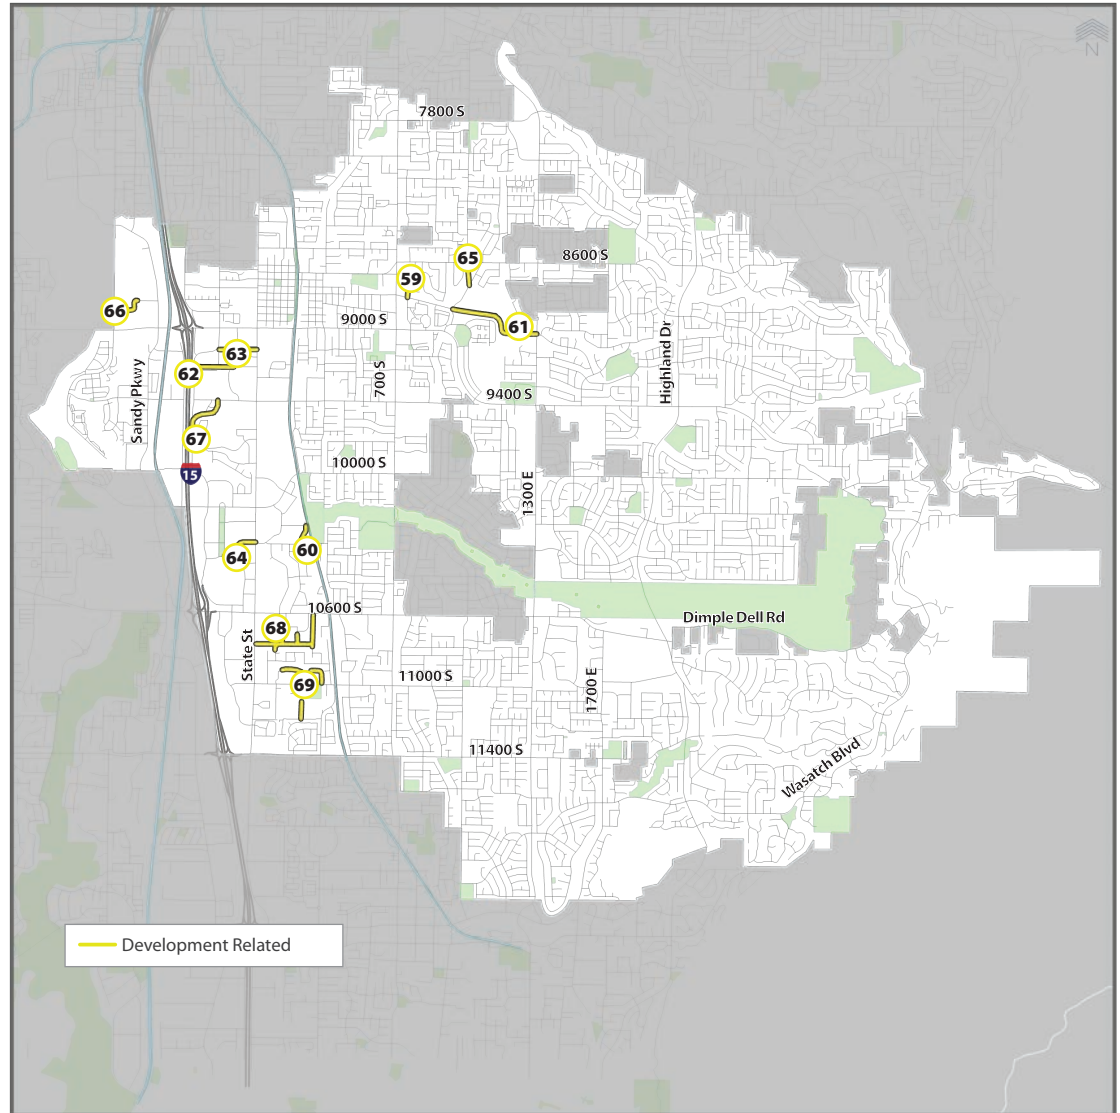 N
7800 S
8600 S
65
59
66
9000 S
61
63
62
700 S
Highland Dr
Sandy Pkwy
9400 S
67
10000 S
15
1300 E
64
60
10600 S
Dimple Dell Rd
68
State St
11000 S
69
1700 E
11400 S
Wasatch Blvd
Development Related